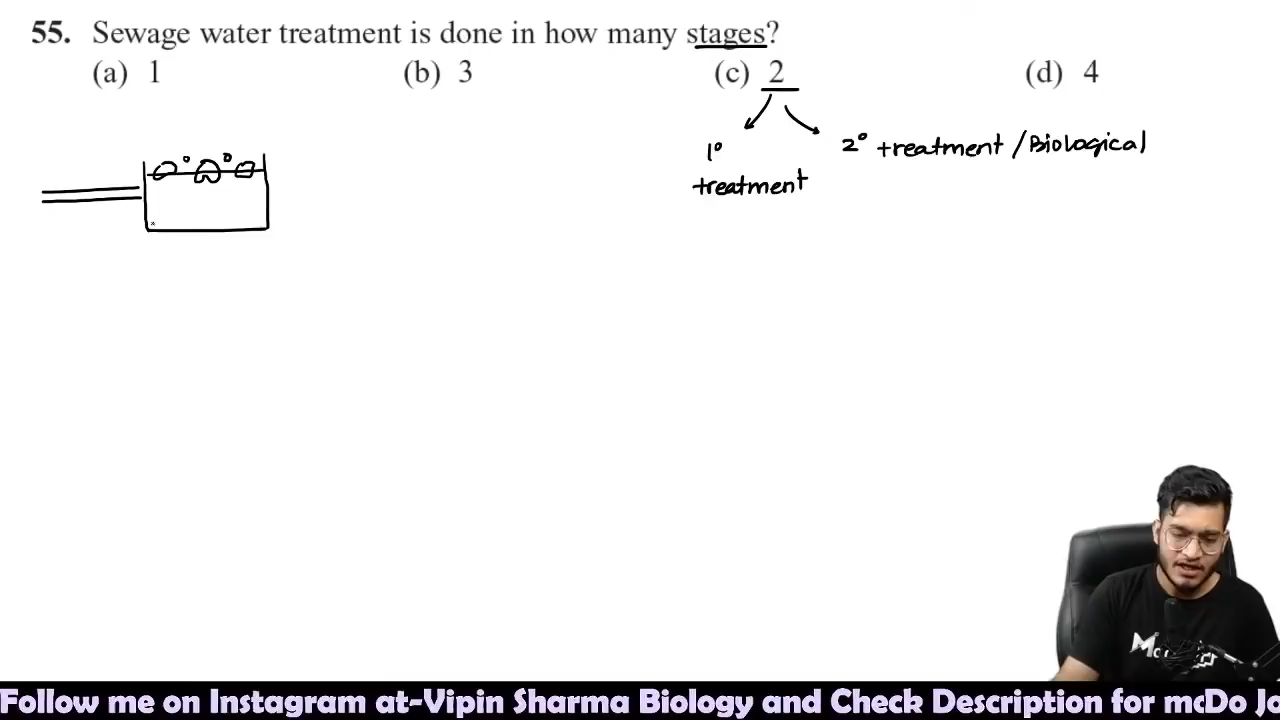 55. Sewage water treatment is done in how many stages?
(a) 1 (b) 3 (c) 2 (d) 4
1° 2° treatment / Biological
treatment
Follow me on Instagram at-Vipin Sharma Biology and Check Description for mcDo